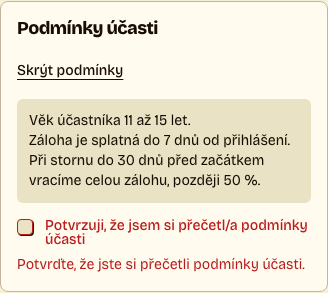 Podmínky účasti
Skrýt podmínky
Věk účastníka 11 až 15 let.
Záloha je splatná do 7 dnů od přihlášení.
Při stornu do 30 dnů před začátkem
vracíme celou zálohu, později 50 %.
Potvrzuji, že jsem si přečetl/a podmínky
účasti
Potvrďte, že jste si přečetli podmínky účasti.